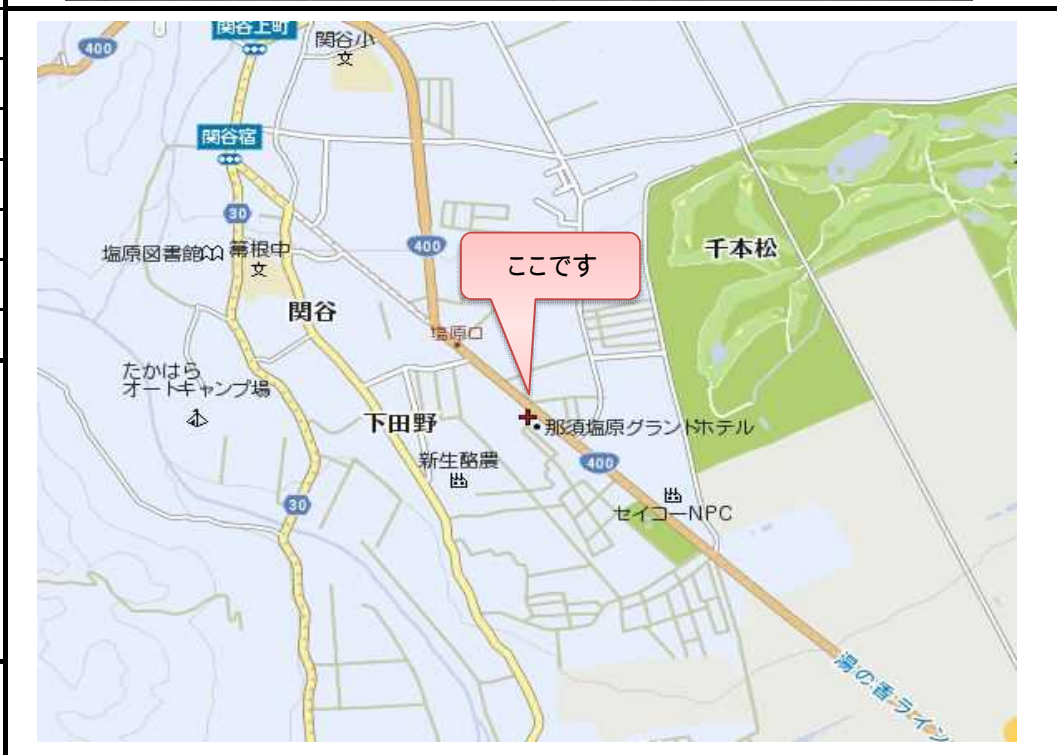 関谷上町
400
関谷小
文
関谷宿
30
400
塩原図書館
箒根中
文
ここです
千本松
関谷
塩原口
たかはら
オートキャンプ場
下田野
那須塩原グランドホテル
新生酪農
400
セイコーNPC
30
湯の香ライン